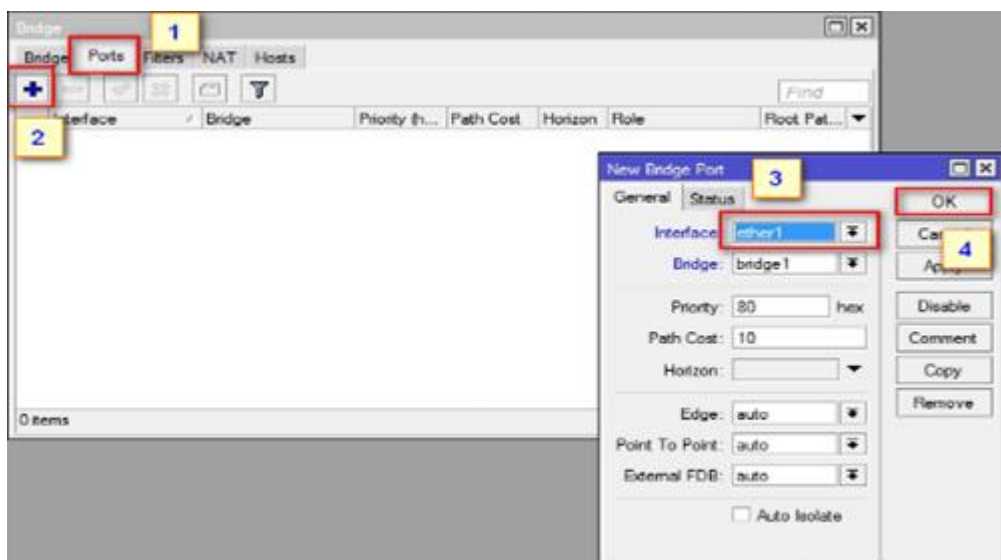 Bridge
1
Bridge Ports Filters NAT Hosts
Find
Interface Bridge Priority (h... Path Cost Horizon Role Root Pat...
2
0 items
New Bridge Port
3
General Status
Interface: ether1
Bridge: bridge1
Priority: 80 hex
Path Cost: 10
Horizon:
Edge: auto
Point To Point: auto
External FDB: auto
Auto Isolate
OK
4
Disable
Comment
Copy
Remove